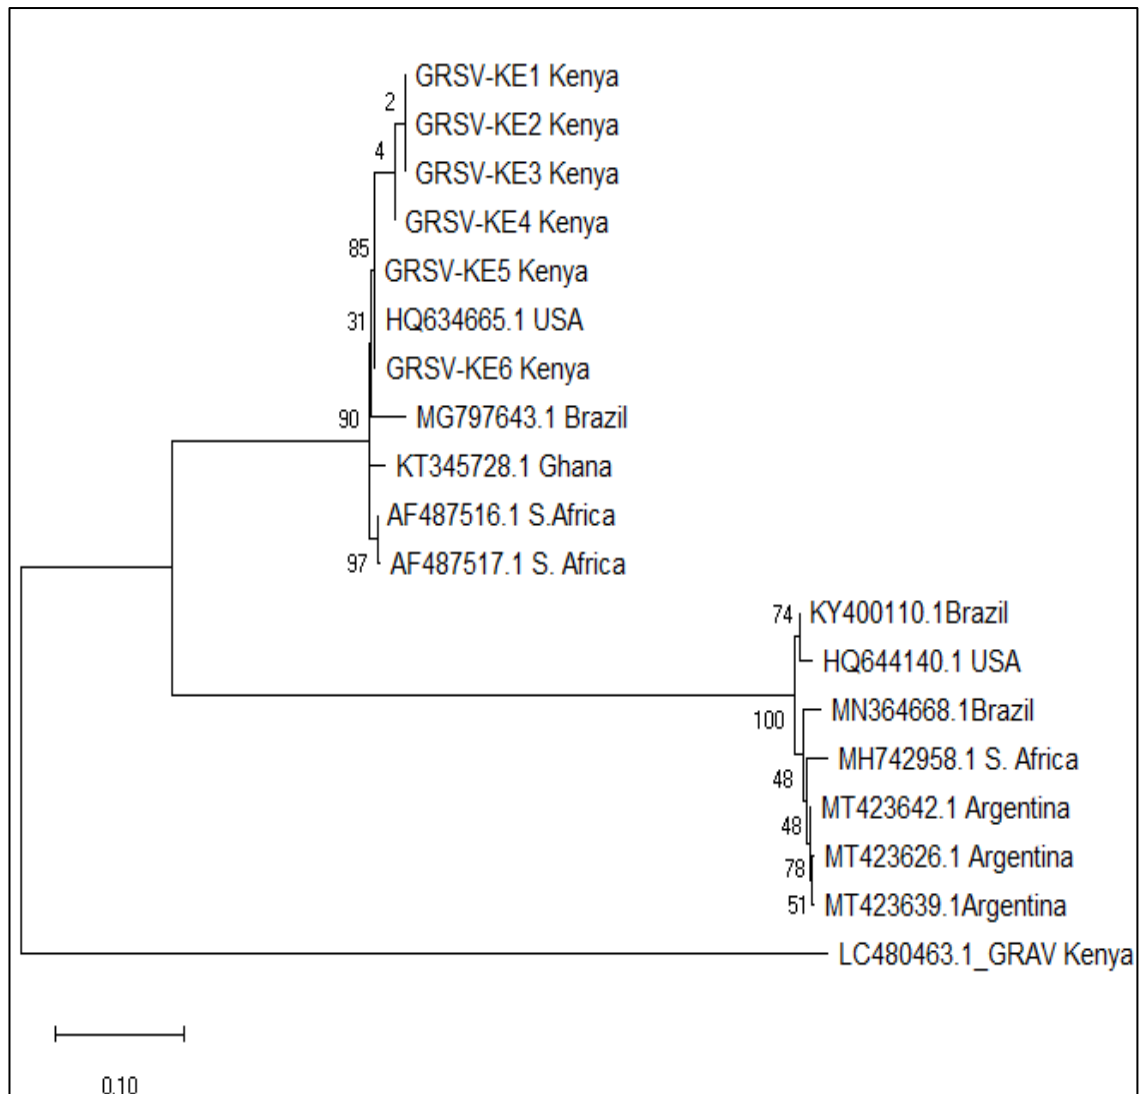 GRSV-KE1 Kenya
2
GRSV-KE2 Kenya
4
GRSV-KE3 Kenya
GRSV-KE4 Kenya
85
GRSV-KE5 Kenya
31
HQ634665.1 USA
GRSV-KE6 Kenya
90
MG797643.1 Brazil
KT345728.1 Ghana
AF487516.1 S.Africa
97
AF487517.1 S. Africa
74
KY400110.1Brazil
HQ644140.1 USA
100
MN364668.1Brazil
MH742958.1 S. Africa
48
MT423642.1 Argentina
48
MT423626.1 Argentina
78
51
MT423639.1Argentina
LC480463.1_GRAV Kenya
0.10